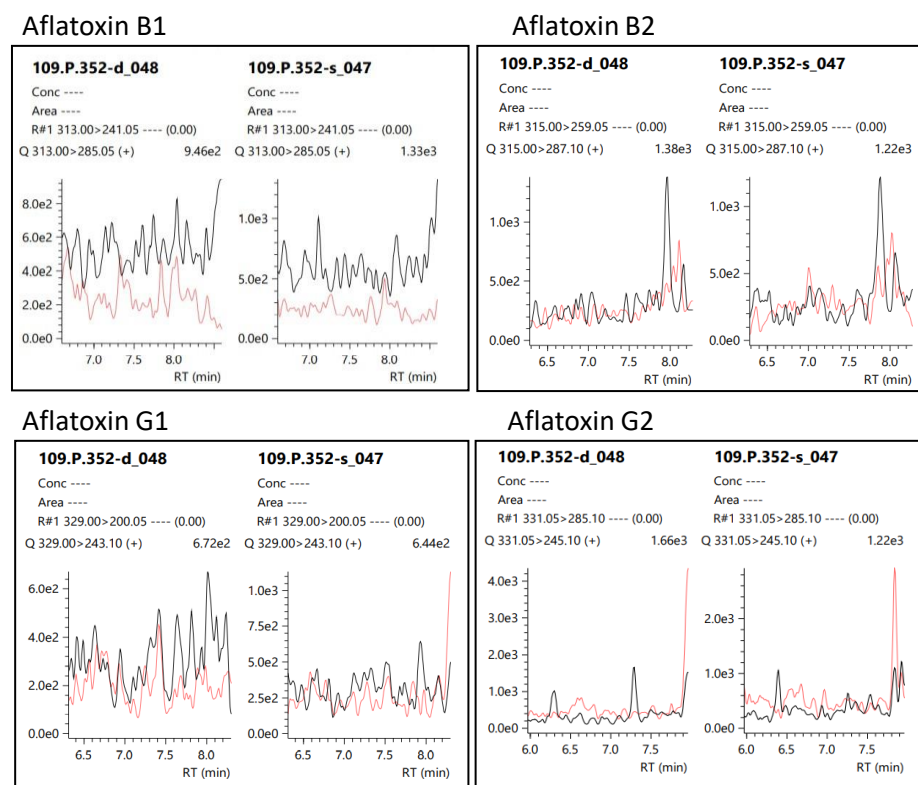 Aflatoxin B1
109.P.352-d_048
Conc ----
Area ----
R#1 313.00>241.05 ---- (0.00)
Q 313.00>285.05 (+) 9.46e2
8.0e2
6.0e2
4.0e2
2.0e2
0.0e0
7.0 7.5 8.0
RT (min)
109.P.352-s_047
Conc ----
Area ----
R#1 313.00>241.05 ---- (0.00)
Q 313.00>285.05 (+) 1.33e3
1.0e3
5.0e2
0.0e0
7.0 7.5 8.0
RT (min)
Aflatoxin B2
109.P.352-d_048
Conc ----
Area ----
R#1 315.00>259.05 ---- (0.00)
Q 315.00>287.10 (+) 1.38e3
1.0e3
5.0e2
0.0e0
6.5 7.0 7.5 8.0
RT (min)
109.P.352-s_047
Conc ----
Area ----
R#1 315.00>259.05 ---- (0.00)
Q 315.00>287.10 (+) 1.22e3
1.0e3
5.0e2
0.0e0
6.5 7.0 7.5 8.0
RT (min)
Aflatoxin G1
109.P.352-d_048
Conc ----
Area ----
R#1 329.00>200.05 ---- (0.00)
Q 329.00>243.10 (+) 6.72e2
6.0e2
4.0e2
2.0e2
0.0e0
6.5 7.0 7.5 8.0
RT (min)
109.P.352-s_047
Conc ----
Area ----
R#1 329.00>200.05 ---- (0.00)
Q 329.00>243.10 (+) 6.44e2
1.0e3
7.5e2
5.0e2
2.5e2
0.0e0
6.5 7.0 7.5 8.0
RT (min)
Aflatoxin G2
109.P.352-d_048
Conc ----
Area ----
R#1 331.05>285.10 ---- (0.00)
Q 331.05>245.10 (+) 1.66e3
4.0e3
3.0e3
2.0e3
1.0e3
0.0e0
6.0 6.5 7.0 7.5
RT (min)
109.P.352-s_047
Conc ----
Area ----
R#1 331.05>285.10 ---- (0.00)
Q 331.05>245.10 (+) 1.22e3
2.0e3
1.0e3
0.0e0
6.0 6.5 7.0 7.5
RT (min)